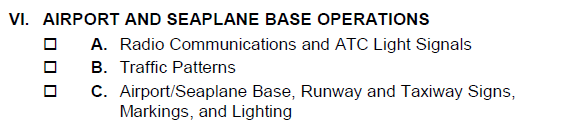 VI. AIRPORT AND SEAPLANE BASE OPERATIONS
☐ A. Radio Communications and ATC Light Signals
☐ B. Traffic Patterns
☐ C. Airport/Seaplane Base, Runway and Taxiway Signs,
Markings, and Lighting